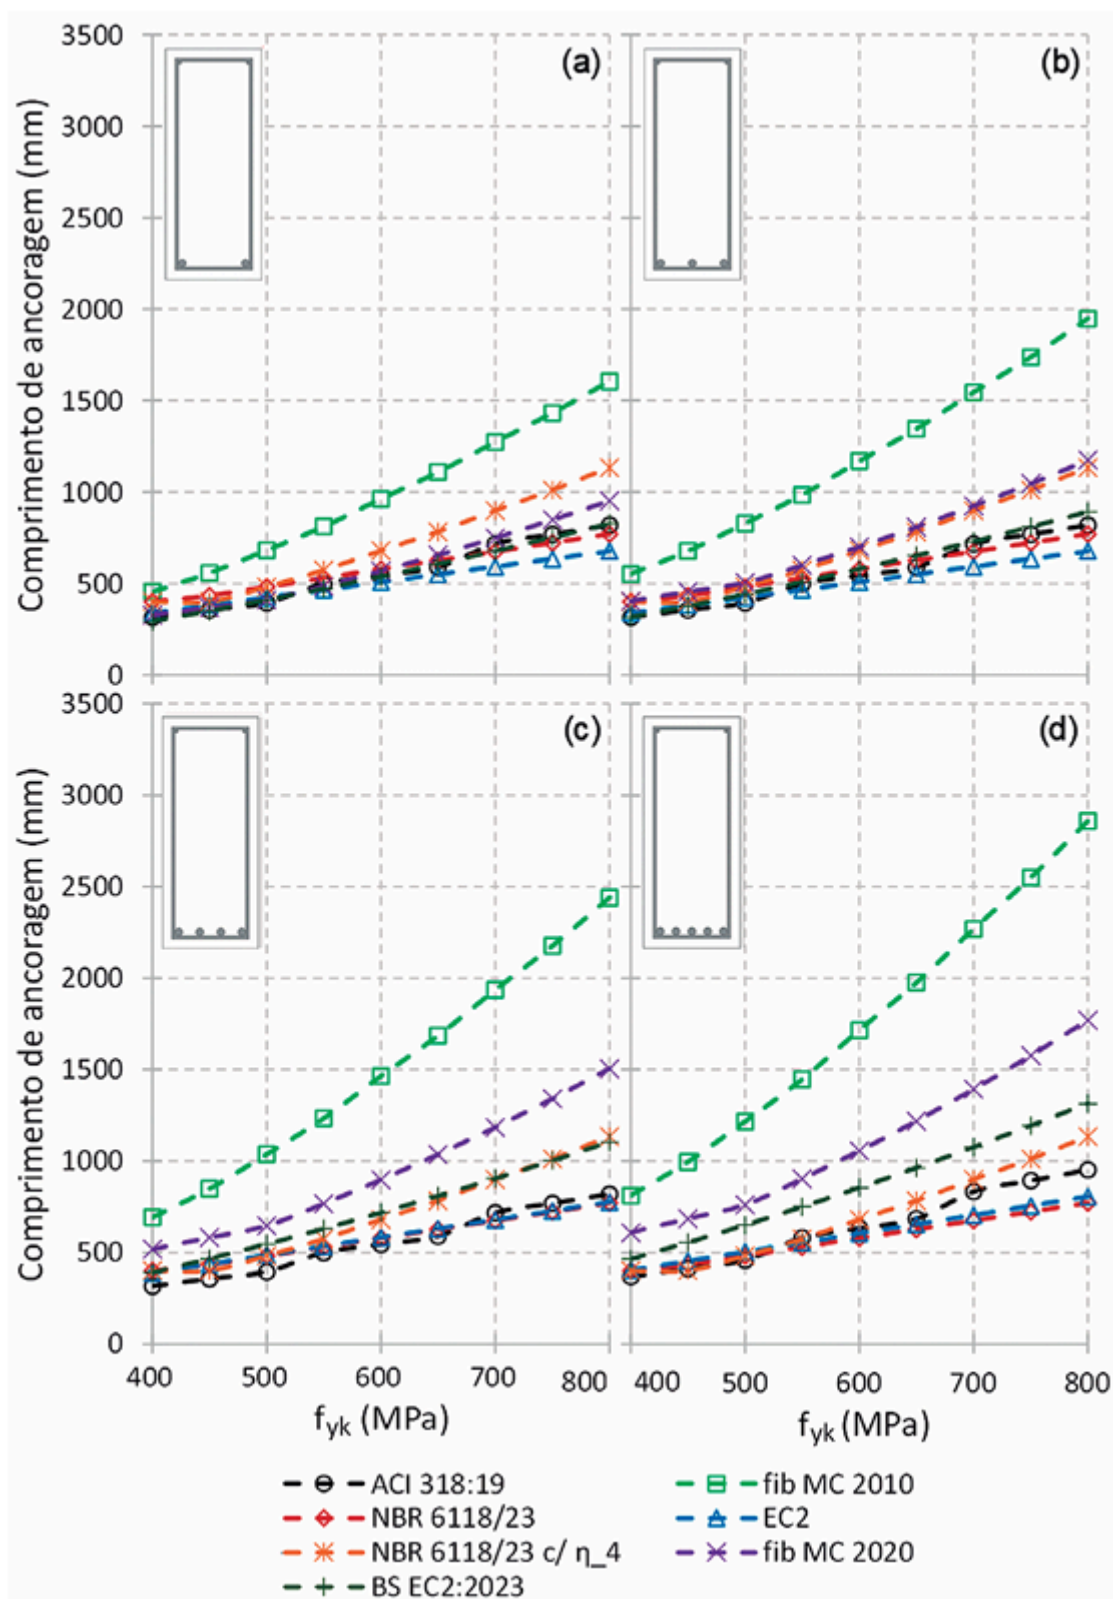 3500
3000
2500
2000
1500
1000
500
0
Comprimento de ancoragem (mm)
(a)
(b)
3500
3000
2500
2000
1500
1000
500
0
Comprimento de ancoragem (mm)
(c)
(d)
400 500 600 700 800
400 500 600 700 800
fyk (MPa)
fyk (MPa)
ACI 318:19
fib MC 2010
NBR 6118/23
EC2
NBR 6118/23 c/ η_4
fib MC 2020
BS EC2:2023